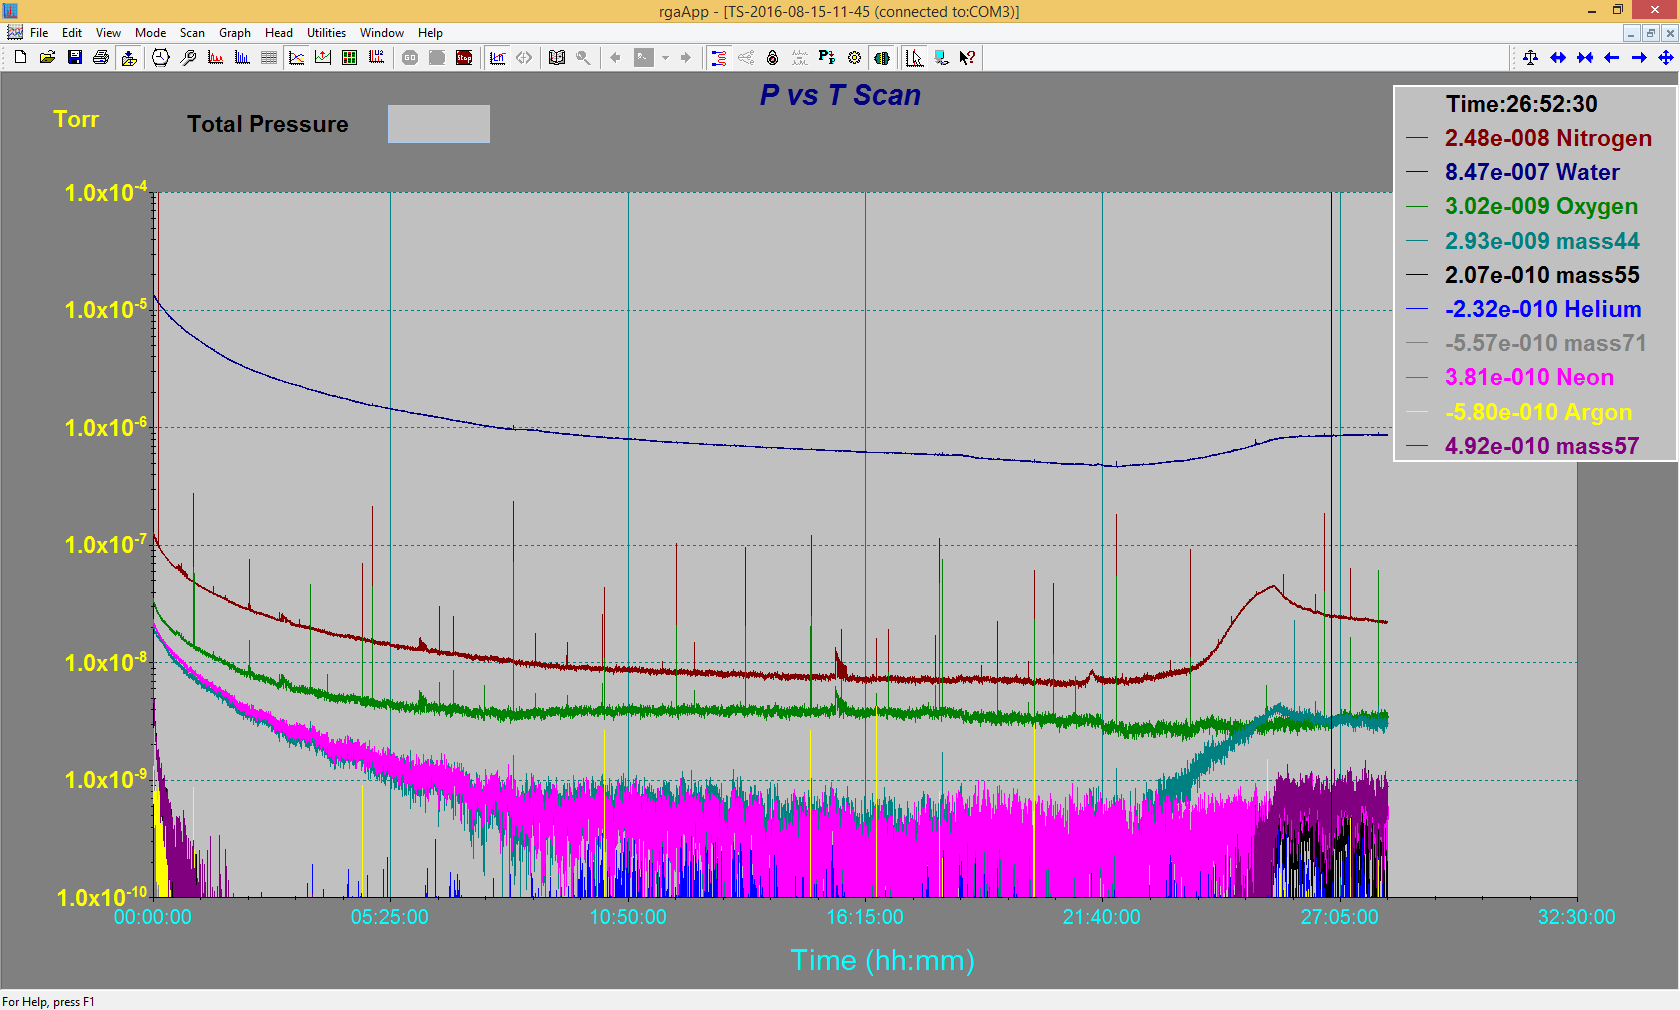 rgaApp - [TS-2016-08-15-11-45 (connected to:COM3)]
File Edit View Mode Scan Graph Head Utilities Window Help
GO Stop
P vs T Scan
Torr
Total Pressure
Time:26:52:30
2.48e-008 Nitrogen
8.47e-007 Water
3.02e-009 Oxygen
2.93e-009 mass44
2.07e-010 mass55
-2.32e-010 Helium
-5.57e-010 mass71
3.81e-010 Neon
-5.80e-010 Argon
4.92e-010 mass57
1.0x10-4
1.0x10-5
1.0x10-6
1.0x10-7
1.0x10-8
1.0x10-9
1.0x10-10
00:00:00 05:25:00 10:50:00 16:15:00 21:40:00 27:05:00 32:30:00
Time (hh:mm)
For Help, press F1